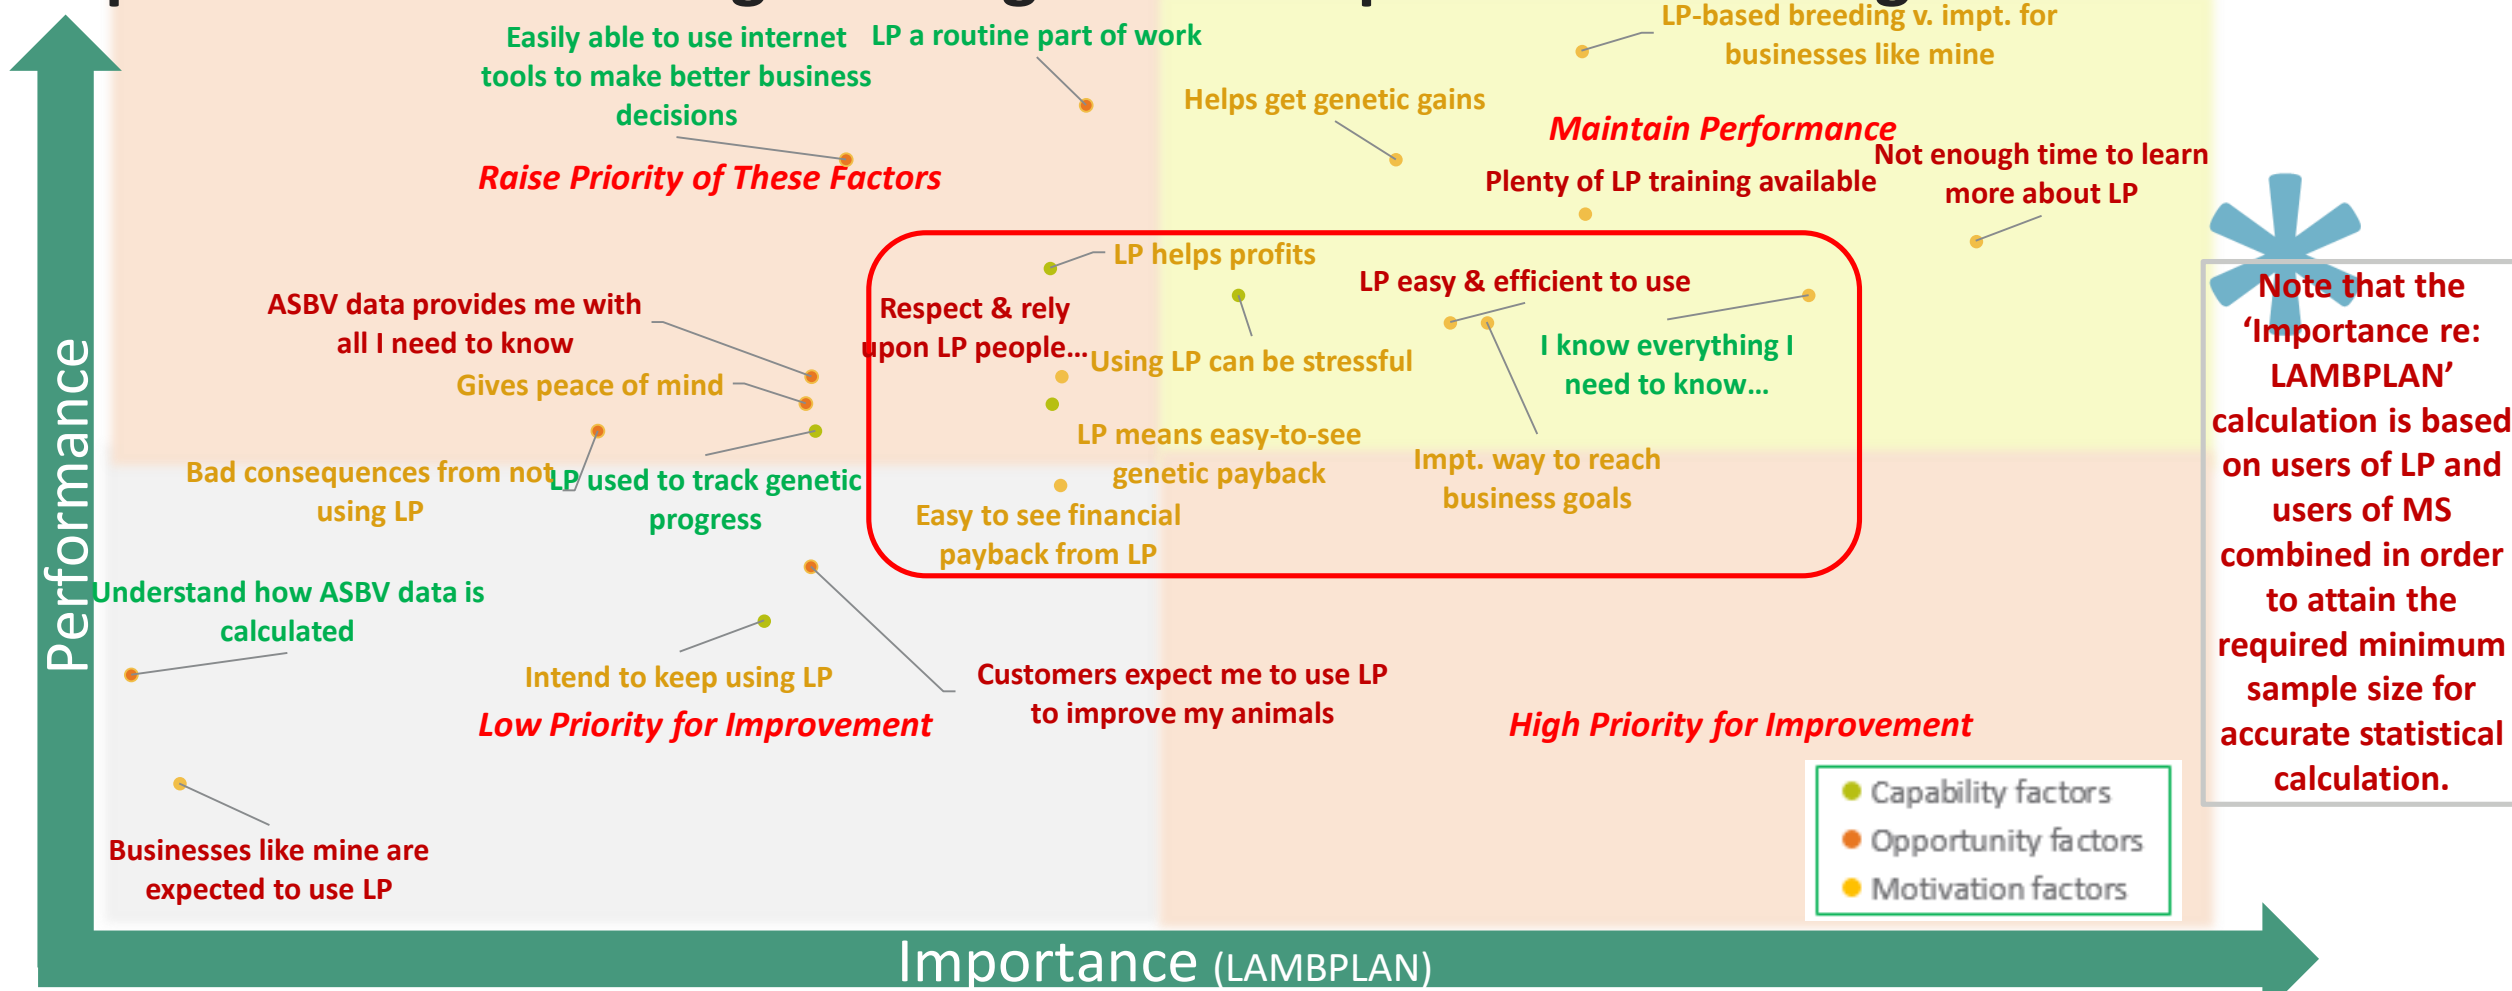 Easily able to use internet
tools to make better business
decisions
LP a routine part of work
LP-based breeding v. impt. for
businesses like mine
Helps get genetic gains
Maintain Performance
Raise Priority of These Factors
Plenty of LP training available
Not enough time to learn
more about LP
LP helps profits
LP easy & efficient to use
ASBV data provides me with
all I need to know
Respect & rely
upon LP people…
Using LP can be stressful
I know everything I
need to know…
Gives peace of mind
Bad consequences from not
using LP
LP used to track genetic
progress
LP means easy-to-see
genetic payback
Impt. way to reach
business goals
Easy to see financial
payback from LP
Understand how ASBV data is
calculated
Intend to keep using LP
Customers expect me to use LP
to improve my animals
Low Priority for Improvement
High Priority for Improvement
Businesses like mine are
expected to use LP
Capability factors
Opportunity factors
Motivation factors
Performance
Importance (LAMBPLAN)
Note that the
‘Importance re:
LAMBPLAN’
calculation is based
on users of LP and
users of MS
combined in order
to attain the
required minimum
sample size for
accurate statistical
calculation.